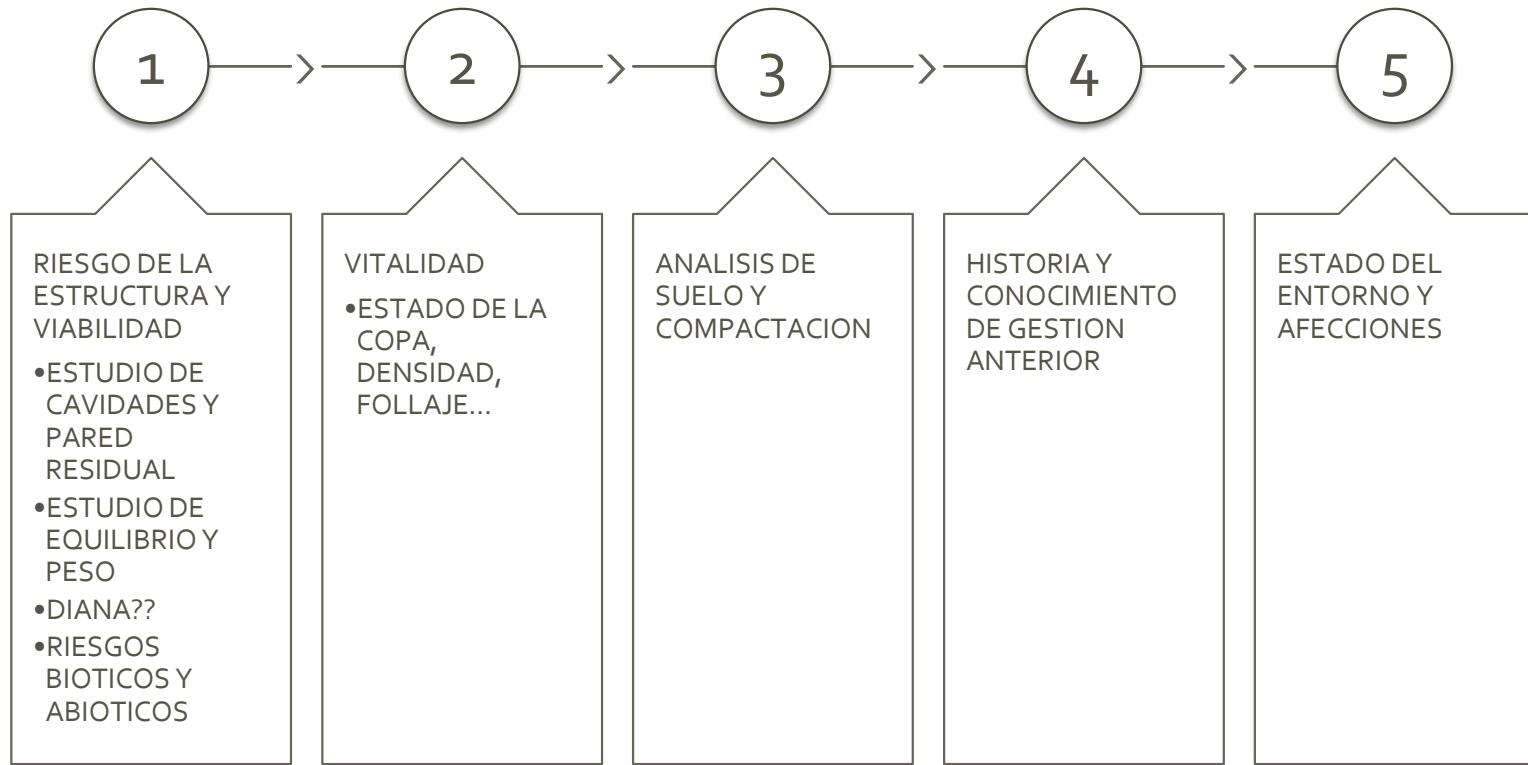 1
2
3
4
5
RIESGO DE LA
ESTRUCTURA Y
VIABILIDAD
•ESTUDIO DE
CAVIDADES Y
PARED
RESIDUAL
•ESTUDIO DE
EQUILIBRIO Y
PESO
•DIANA??
•RIESGOS
BIOTICOS Y
ABIOTICOS
VITALIDAD
•ESTADO DE LA
COPA,
DENSIDAD,
FOLLAJE…
ANALISIS DE
SUELO Y
COMPACTACION
HISTORIA Y
CONOCIMIENTO
DE GESTION
ANTERIOR
ESTADO DEL
ENTORNO Y
AFECCIONES